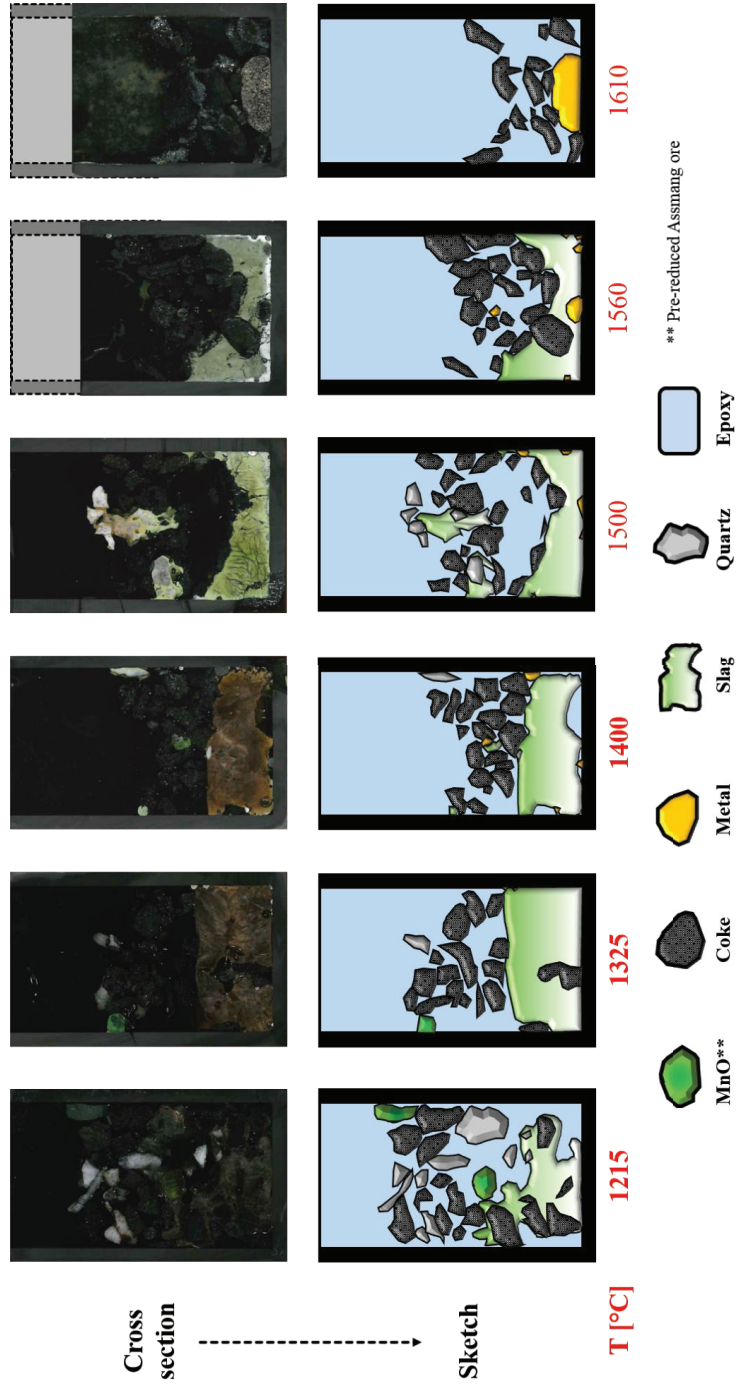 Cross
section
Sketch
T [°C]
1215
1325
1400
1500
1560
1610
MnO**
Coke
Metal
Slag
Quartz
Epoxy
** Pre-reduced Assmang ore